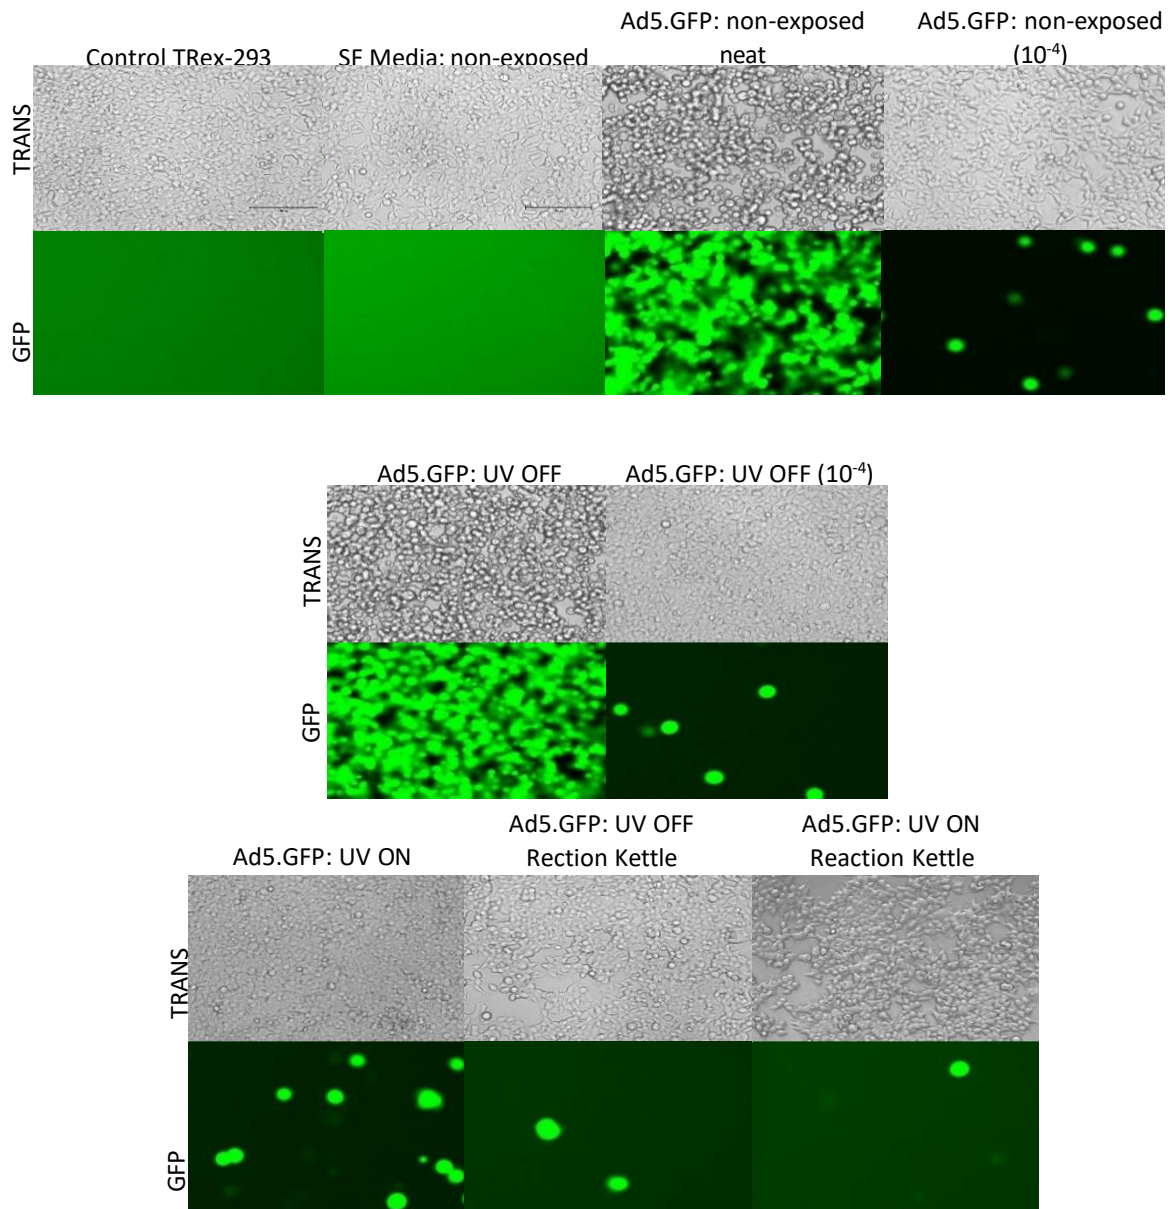 Control TRex-293
SF Media: non-exposed
Ad5.GFP: non-exposed
neat
Ad5.GFP: non-exposed
(10⁻⁴)
TRANS
GFP
Ad5.GFP: UV OFF
Ad5.GFP: UV OFF (10⁻⁴)
TRANS
GFP
Ad5.GFP: UV ON
Ad5.GFP: UV OFF
Rection Kettle
Ad5.GFP: UV ON
Reaction Kettle
TRANS
GFP